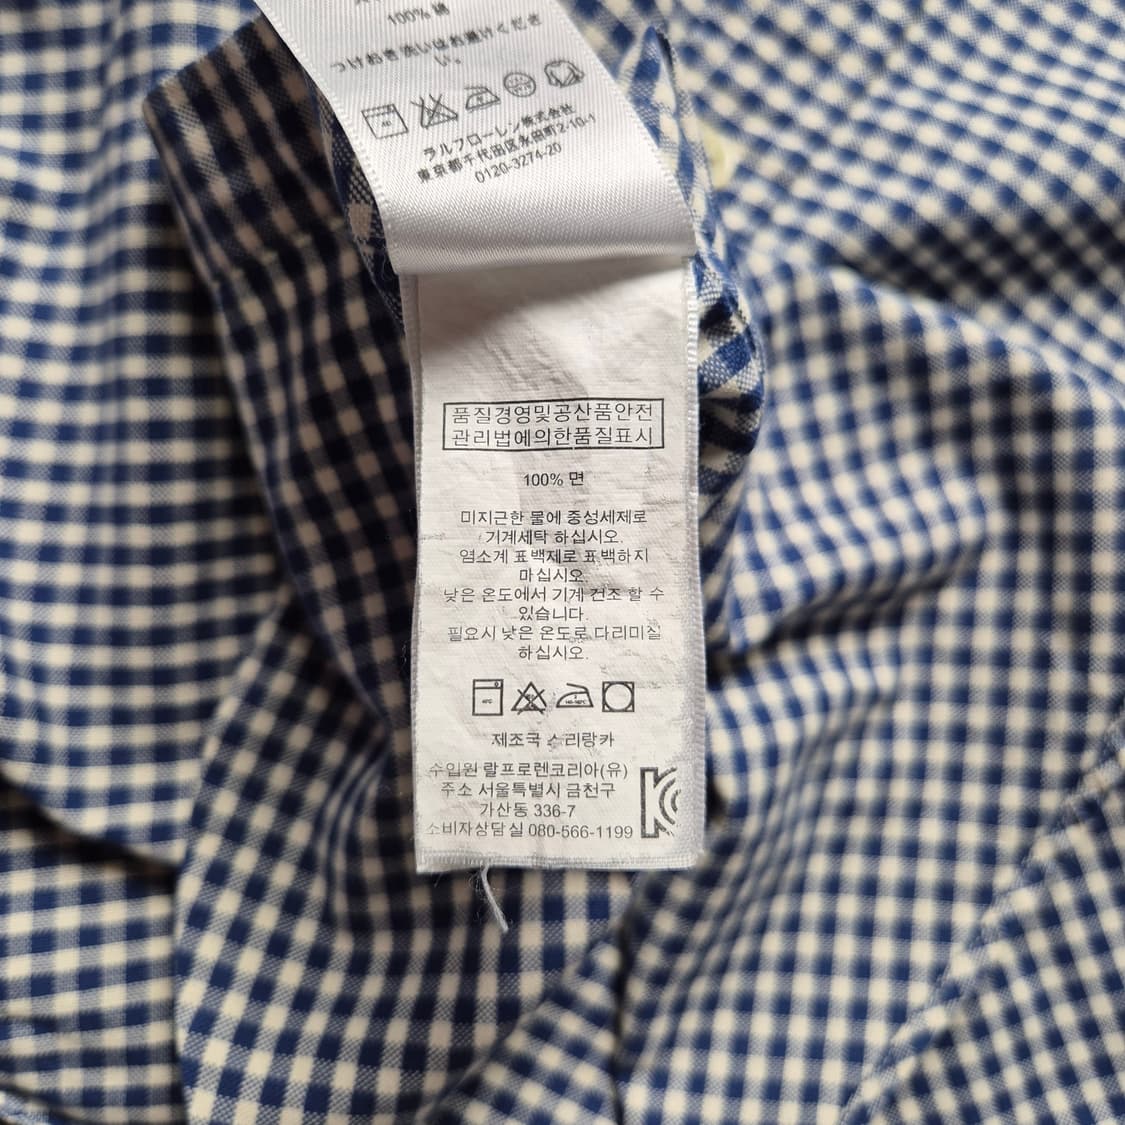 100% 綿
つけおき洗いはお避けくださ
い。
ラルフローレン株式会社
東京都千代田区永田町2-10-1
0120-3274-20
품질경영및공산품안전
관리법에의한품질표시
100% 면
미지근한 물에 중성세제로
기계세탁 하십시오.
염소계 표백제로 표백하지
마십시오.
낮은 온도에서 기계 건조 할 수
있습니다.
필요시 낮은 온도로 다리미질
하십시오.
제조국 스리랑카
수입원 랄프로렌코리아(유)
주소 서울특별시 금천구
가산동 336-7
소비자상담실 080-566-1199